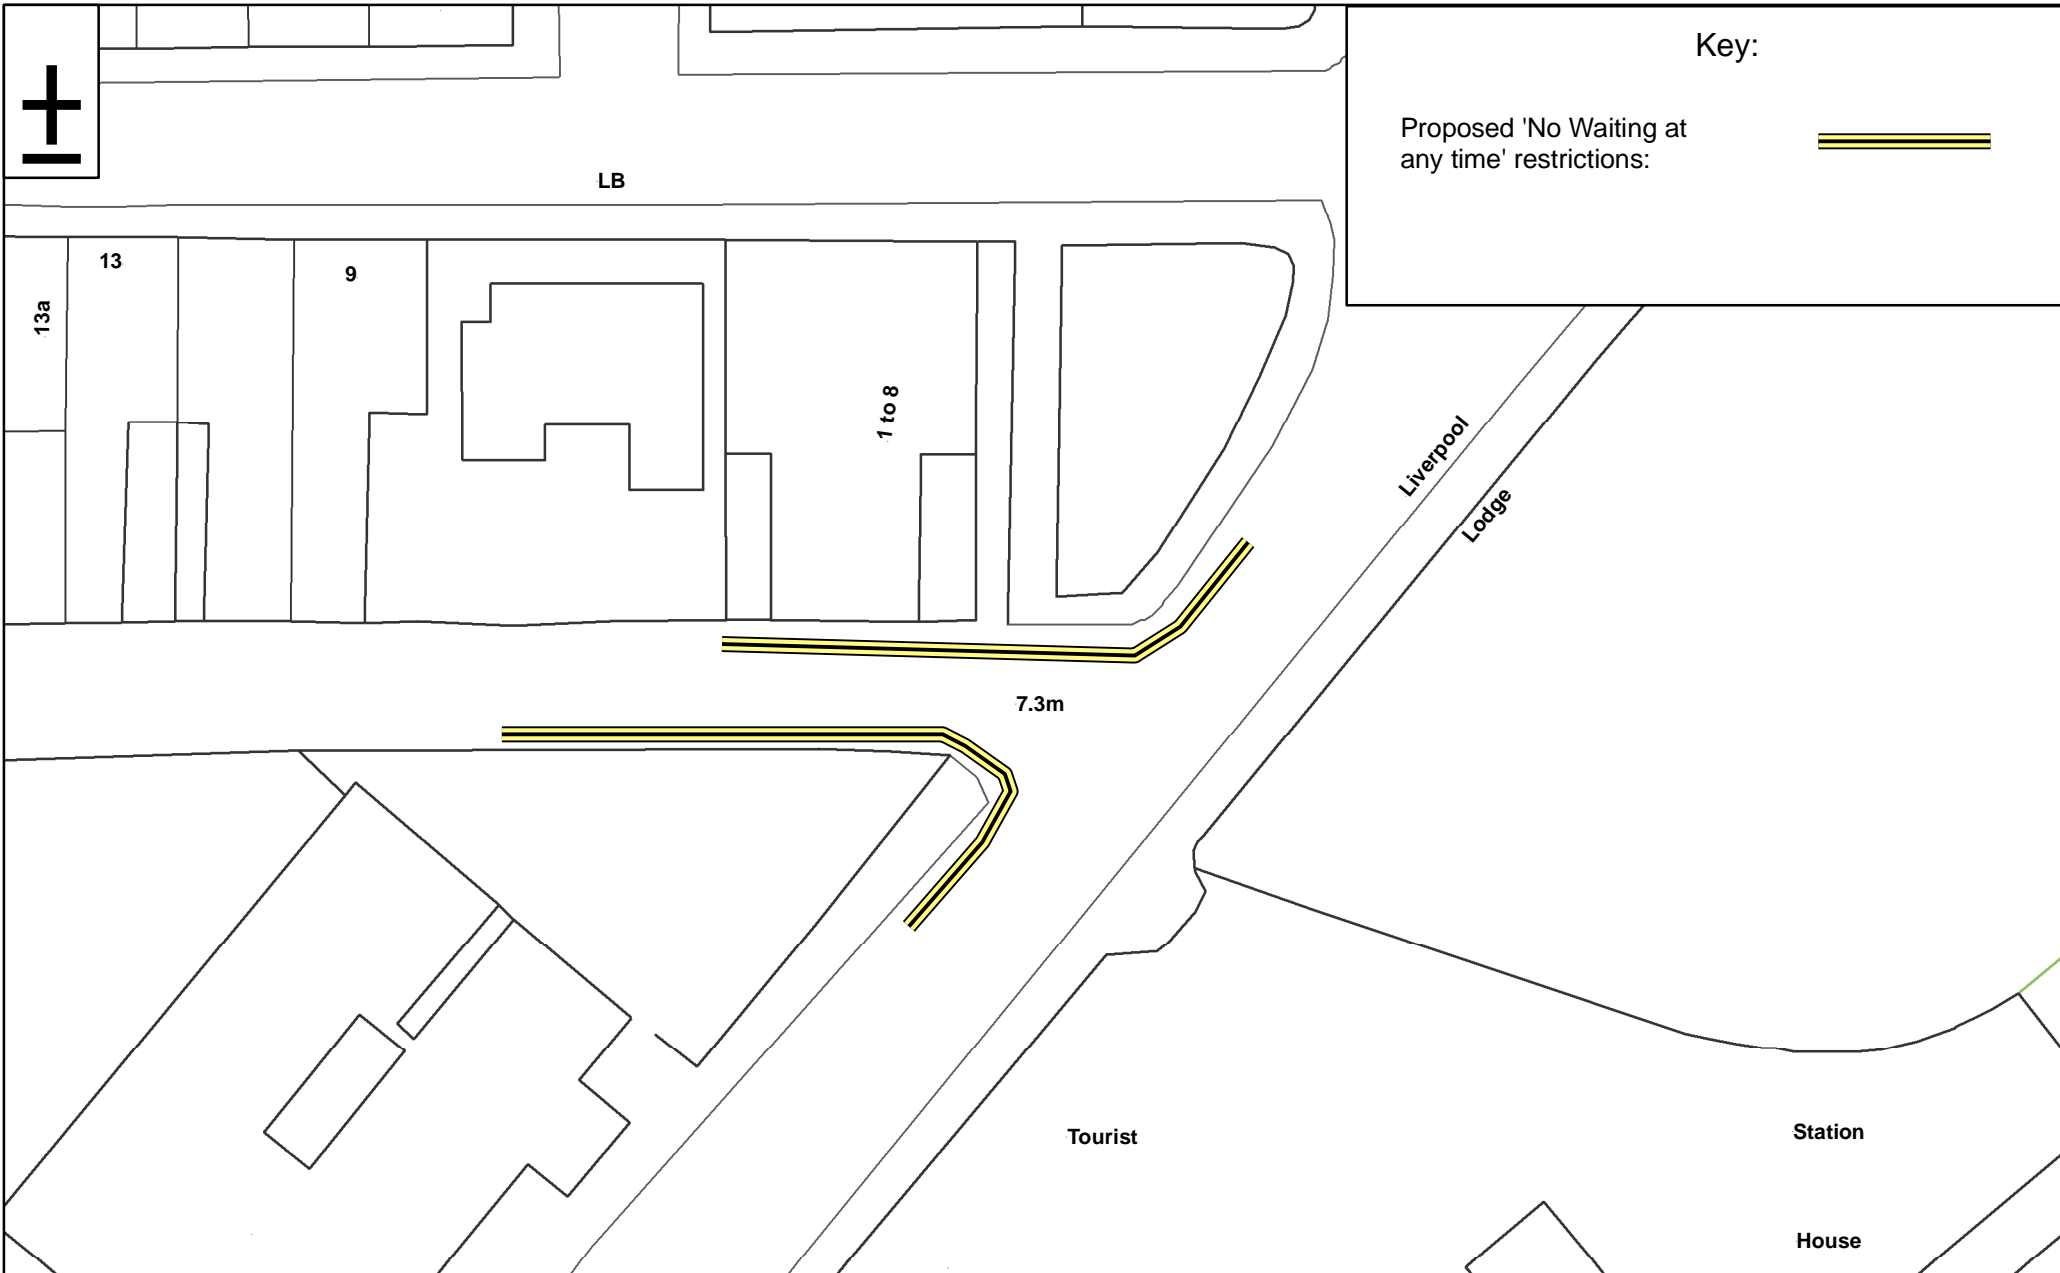 Key:
Proposed 'No Waiting at
any time' restrictions:
LB
13
9
13a
1 to 8
Liverpool
Lodge
7.3m
Tourist
Station
House